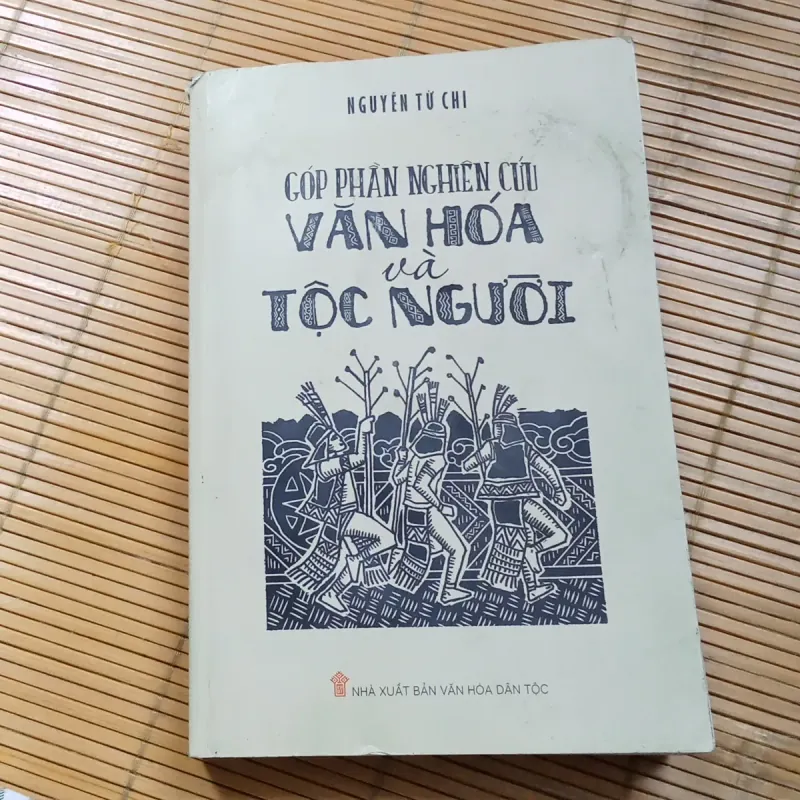 NGUYỄN TỪ CHI
GÓP PHẦN NGHIÊN CỨU
VĂN HÓA
và
TỘC NGƯỜI
NHÀ XUẤT BẢN VĂN HÓA DÂN TỘC